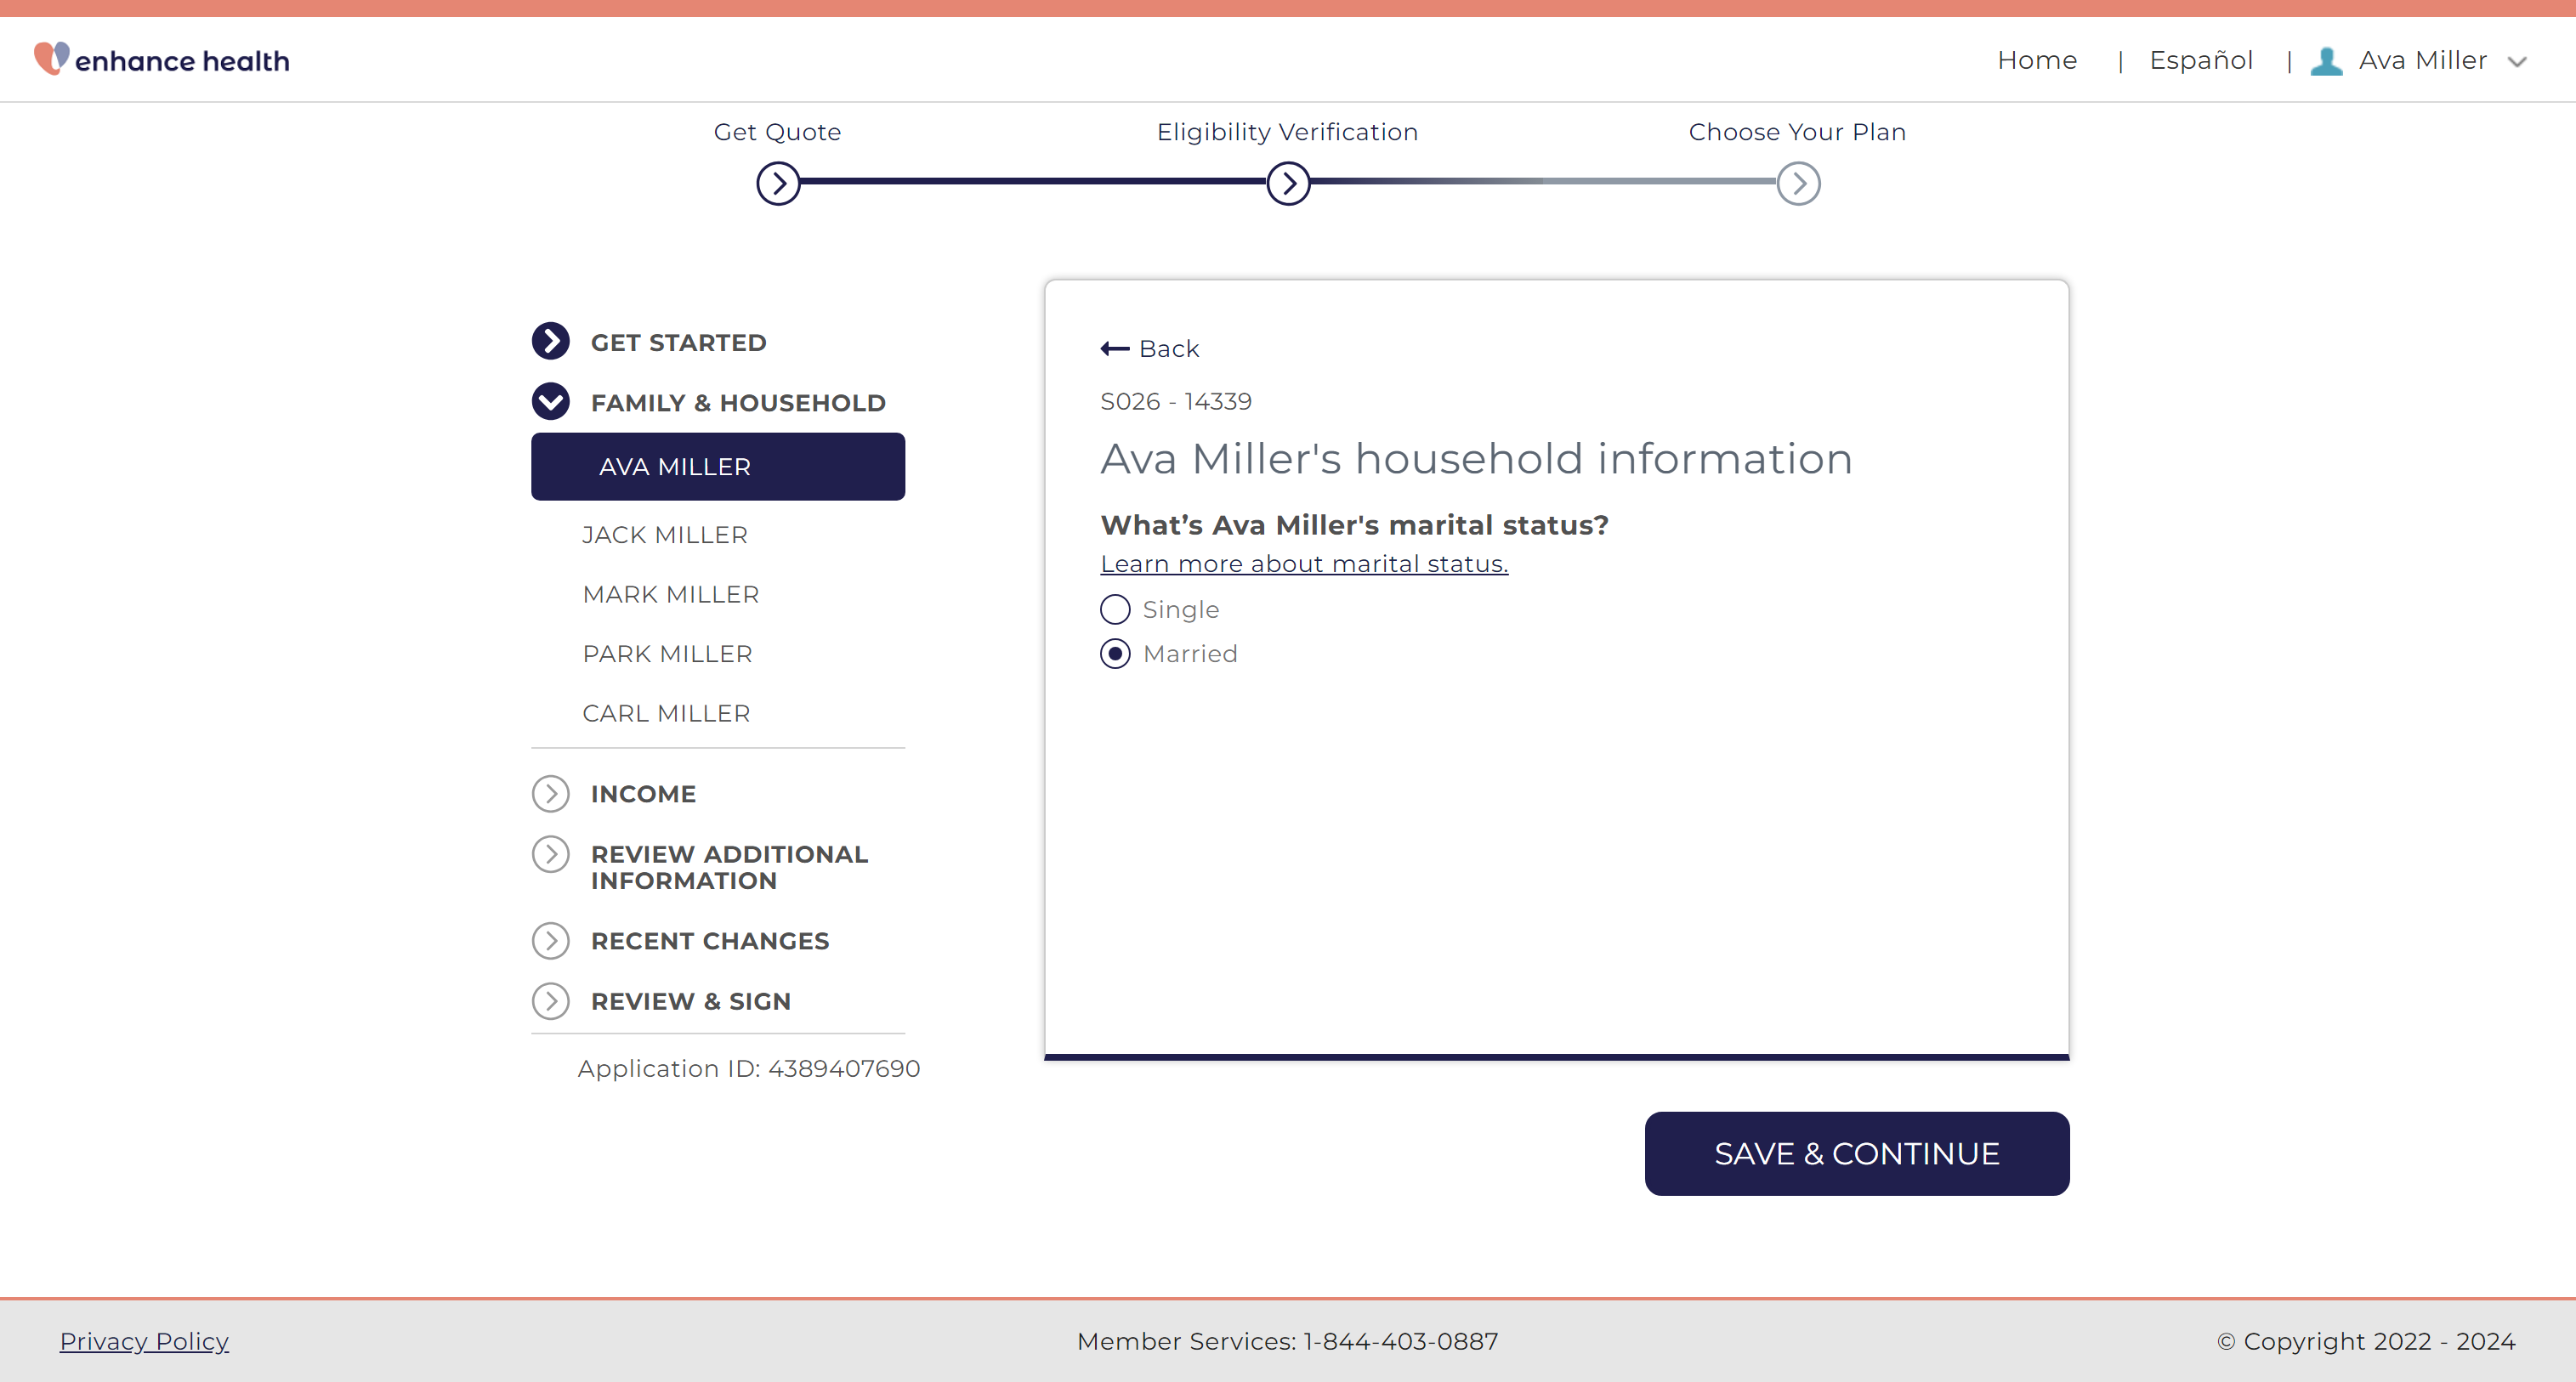 enhance health
Home | Español | Ava Miller
Get Quote
Eligibility Verification
Choose Your Plan
GET STARTED
FAMILY & HOUSEHOLD
AVA MILLER
JACK MILLER
MARK MILLER
PARK MILLER
CARL MILLER
INCOME
REVIEW ADDITIONAL
INFORMATION
RECENT CHANGES
REVIEW & SIGN
Application ID: 4389407690
Back
S026 - 14339
Ava Miller's household information
What’s Ava Miller's marital status?
Learn more about marital status.
Single
Married
SAVE & CONTINUE
Privacy Policy
Member Services: 1-844-403-0887
© Copyright 2022 - 2024